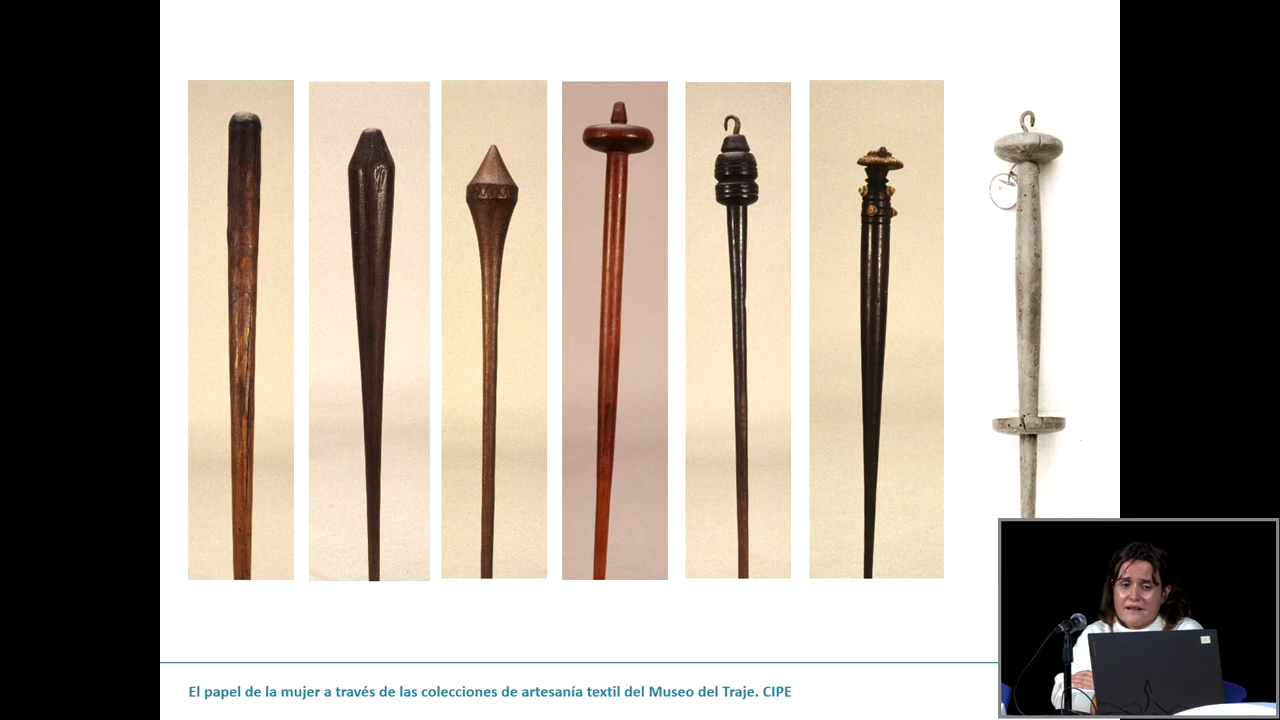 El papel de la mujer a través de las colecciones de artesanía textil del Museo del Traje. CIPE